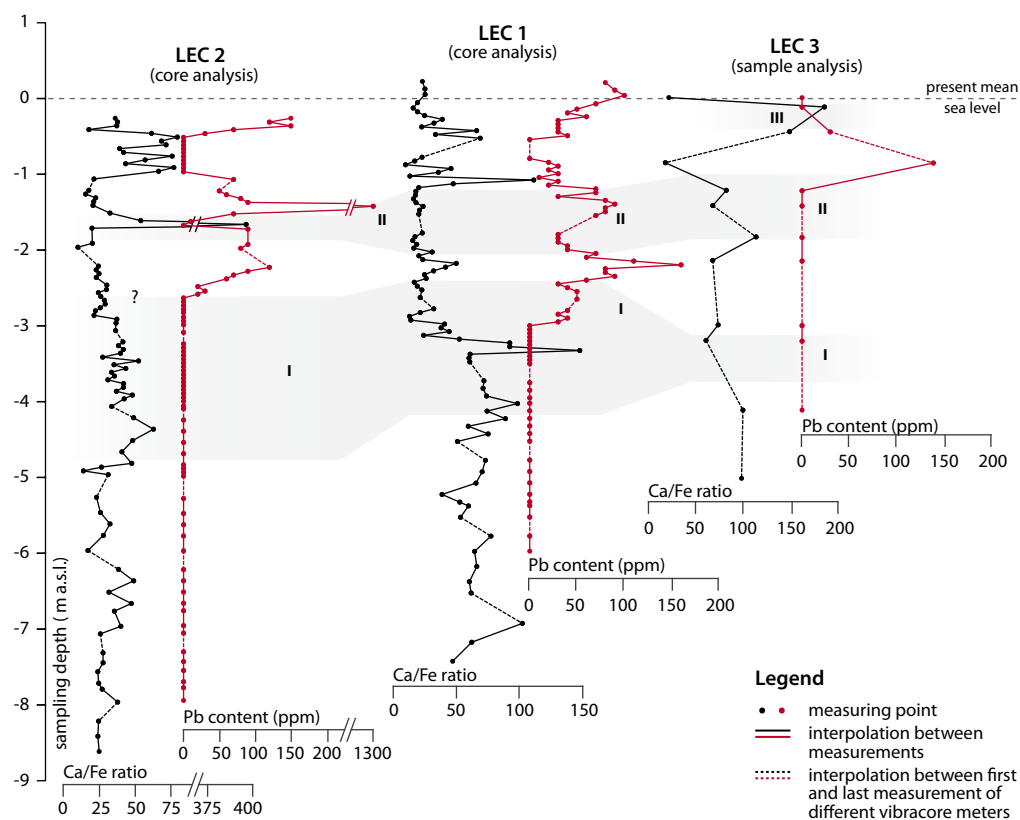 1
0
-1
-2
-3
-4
-5
-6
-7
-8
-9
sampling depth ( m a.s.l.)
LEC 2
(core analysis)
LEC 1
(core analysis)
LEC 3
(sample analysis)
present mean
sea level
III
II
II
II
?
I
I
I
Pb content (ppm)
0 50 100 150 200
Ca/Fe ratio
0 50 100 150 200
Pb content (ppm)
0 50 100 150 200
Ca/Fe ratio
0 50 100 150
Pb content (ppm)
0 50 100 150 200 1300
Ca/Fe ratio
0 25 50 75 375 400
Legend
measuring point
interpolation between
measurements
interpolation between first
and last measurement of
different vibracore meters